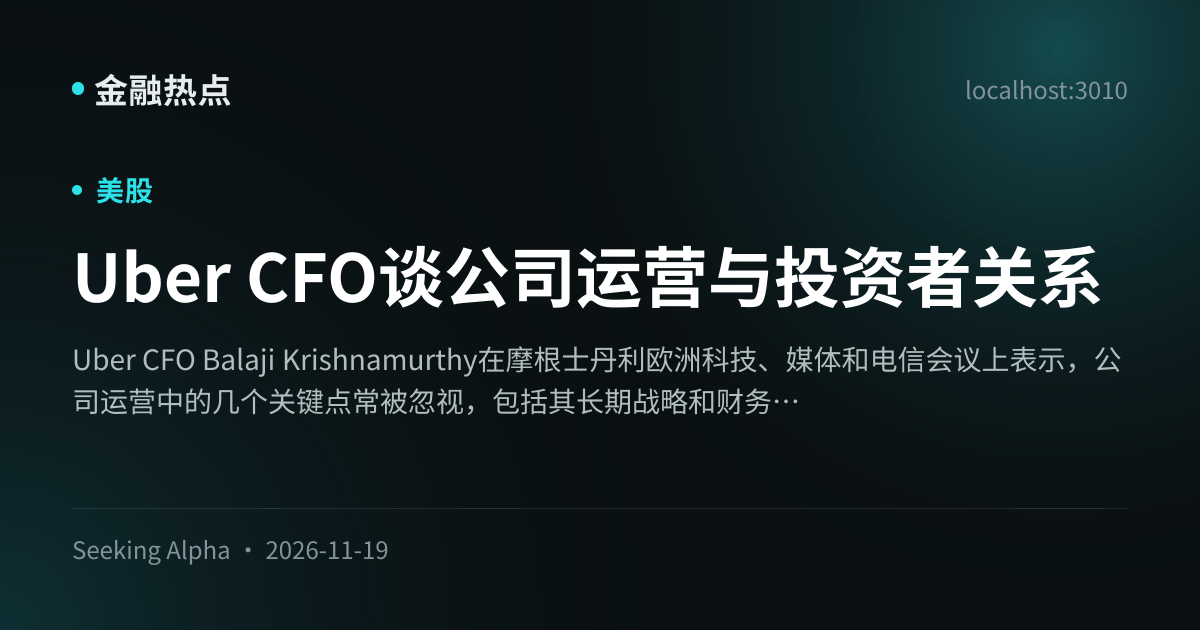 金融热点
localhost:3010
美股
Uber CFO谈公司运营与投资者关系
Uber CFO Balaji Krishnamurthy在摩根士丹利欧洲科技、媒体和电信会议上表示，公
司运营中的几个关键点常被忽视，包括其长期战略和财务…
Seeking Alpha • 2026-11-19